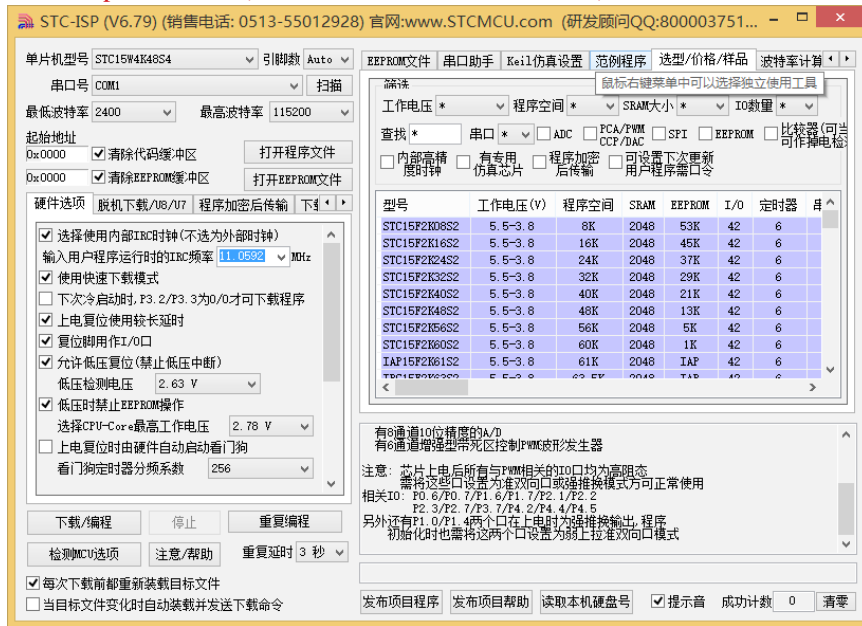 STC-ISP (V6.79) (销售电话: 0513-55012928) 官网:www.STCMCU.com (研发顾问QQ:800003751...
单片机型号 STC15W4K48S4 引脚数 Auto
串口号 COM1 扫描
最低波特率 2400 最高波特率 115200
起始地址
0x0000 清除代码缓冲区 打开程序文件
0x0000 清除EEPROM缓冲区 打开EEPROM文件
硬件选项 脱机下载/U8/U7 程序加密后传输
选择使用内部IRC时钟(不选为外部时钟)
输入用户程序运行时的IRC频率 11.0592 MHz
使用快速下载模式
下次冷启动时,P3.2/P3.3为0/0才可下载程序
上电复位使用较长延时
复位脚用作I/O口
允许低压复位(禁止低压中断)
低压检测电压 2.63 V
低压时禁止EEPROM操作
选择CPU-Core最高工作电压 2.78 V
上电复位时由硬件自动启动看门狗
看门狗定时器分频系数 256
下载/编程 停止 重复编程
检测MCU选项 注意/帮助 重复延时 3 秒
每次下载前都重新装载目标文件
当目标文件变化时自动装载并发送下载命令
EEPROM文件 串口助手 Keil仿真设置 范例程序 选型/价格/样品 波特率计算
鼠标右键菜单中可以选择独立使用工具
筛选
工作电压 * 程序空间 * SRAM大小 * IO数量 *
查找 * 串口 * ADC PCA/PWM CCP/DAC SPI EEPROM 比较器(可当可作掉电检
内部高精度时钟 有专用仿真芯片 程序加密后传输 可设置下次更新用户程序需口令
型号 工作电压(V) 程序空间 SRAM EEPROM I/O 定时器
STC15F2K08S2 5.5-3.8 8K 2048 53K 42 6
STC15F2K16S2 5.5-3.8 16K 2048 45K 42 6
STC15F2K24S2 5.5-3.8 24K 2048 37K 42 6
STC15F2K32S2 5.5-3.8 32K 2048 29K 42 6
STC15F2K40S2 5.5-3.8 40K 2048 21K 42 6
STC15F2K48S2 5.5-3.8 48K 2048 13K 42 6
STC15F2K56S2 5.5-3.8 56K 2048 5K 42 6
STC15F2K60S2 5.5-3.8 60K 2048 1K 42 6
IAP15F2K61S2 5.5-3.8 61K 2048 IAP 42 6
有8通道10位精度的A/D
有6通道增强型带死区控制PWM波形发生器
注意: 芯片上电后所有与PWM相关的IO口均为高阻态
需将这些口设置为准双向口或强推挽模式方可正常使用
相关IO: P0.6/P0.7/P1.6/P1.7/P2.1/P2.2
P2.3/P2.7/P3.7/P4.2/P4.4/P4.5
另外还有P1.0/P1.4两个口在上电时为强推挽输出,程序
初始化时也需将这两个口设置为弱上拉准双向口模式
发布项目程序 发布项目帮助 读取本机硬盘号 提示音 成功计数 0 清零